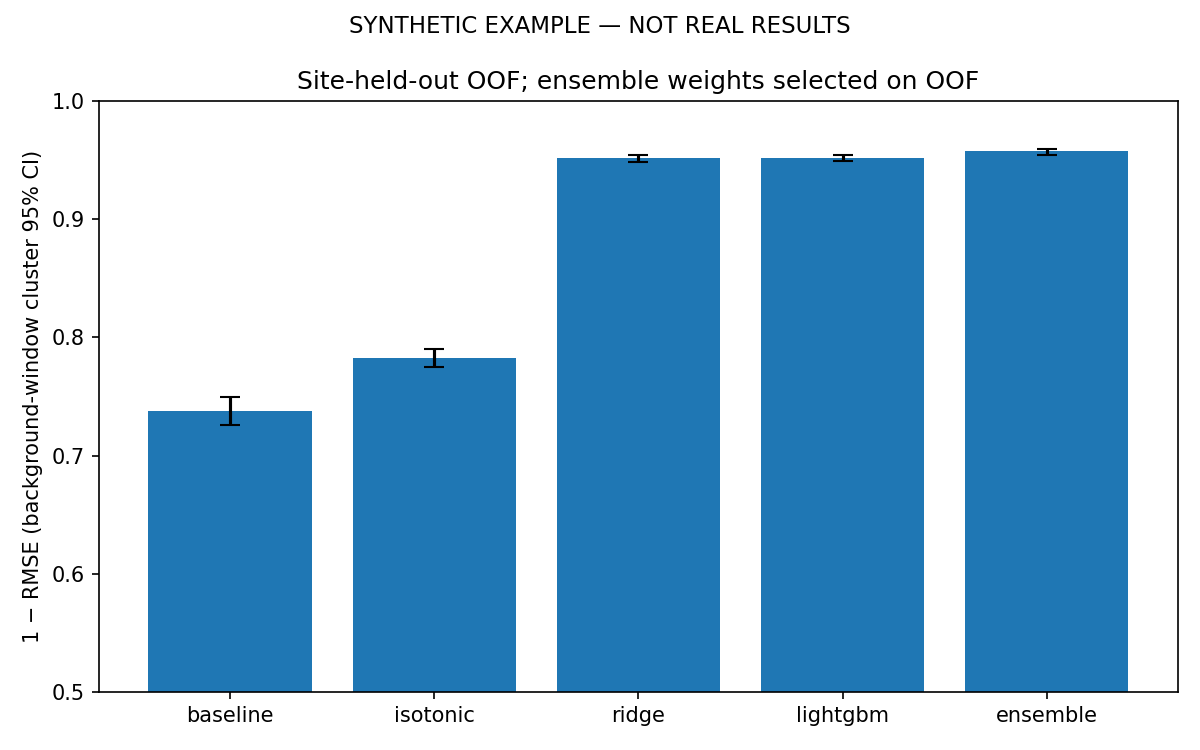 SYNTHETIC EXAMPLE — NOT REAL RESULTS
Site-held-out OOF; ensemble weights selected on OOF
1 − RMSE (background-window cluster 95% CI)
1.0
0.9
0.8
0.7
0.6
0.5
baseline isotonic ridge lightgbm ensemble